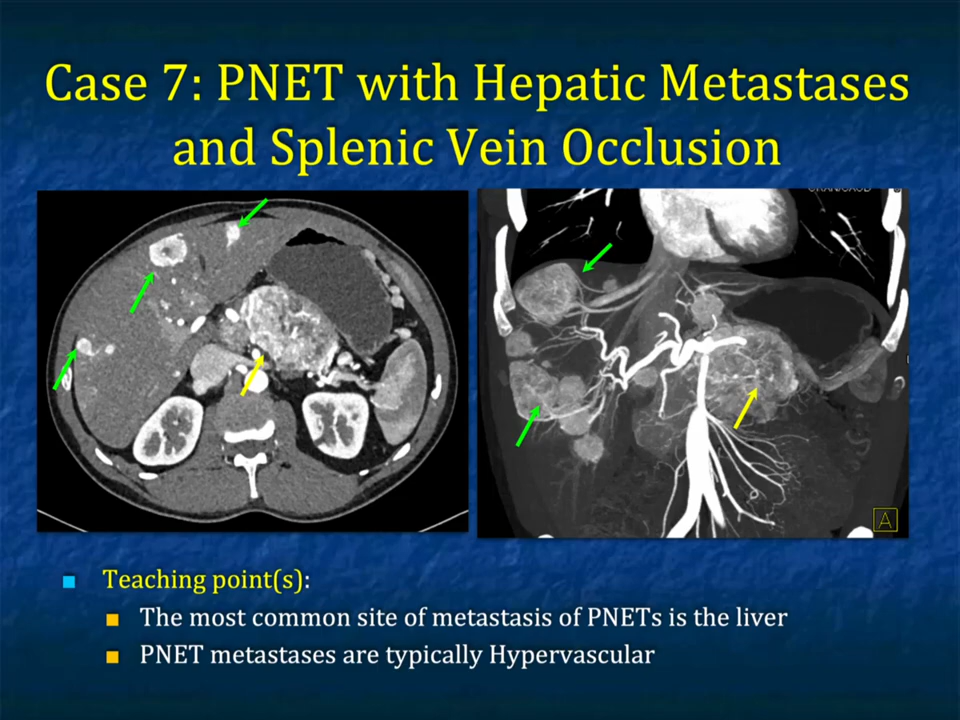 Case 7: PNET with Hepatic Metastases
and Splenic Vein Occlusion
A
Teaching point(s):
The most common site of metastasis of PNETs is the liver
PNET metastases are typically Hypervascular